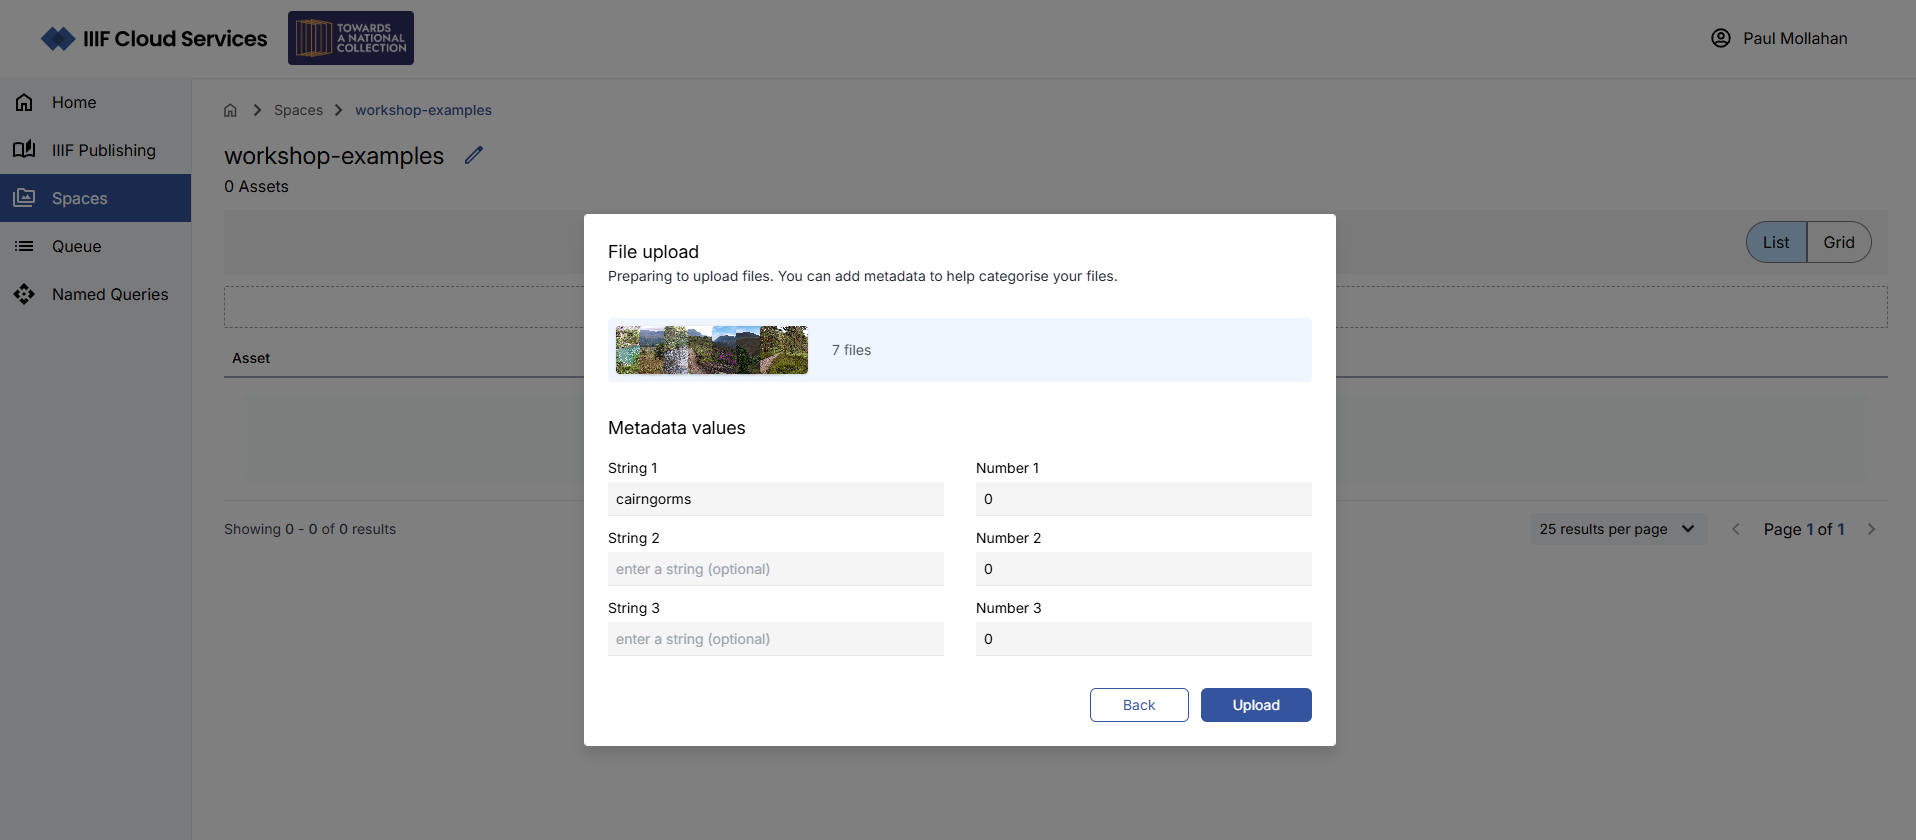 IIIF Cloud Services
TOWARDS
A NATIONAL
COLLECTION
Paul Mollahan
Home
IIIF Publishing
Spaces
Queue
Named Queries
Spaces
workshop-examples
workshop-examples
0 Assets
List
Grid
Asset
Showing 0 - 0 of 0 results
25 results per page
Page 1 of 1
File upload
Preparing to upload files. You can add metadata to help categorise your files.
7 files
Metadata values
String 1
Number 1
cairngorms
0
String 2
Number 2
enter a string (optional)
0
String 3
Number 3
enter a string (optional)
0
Back
Upload